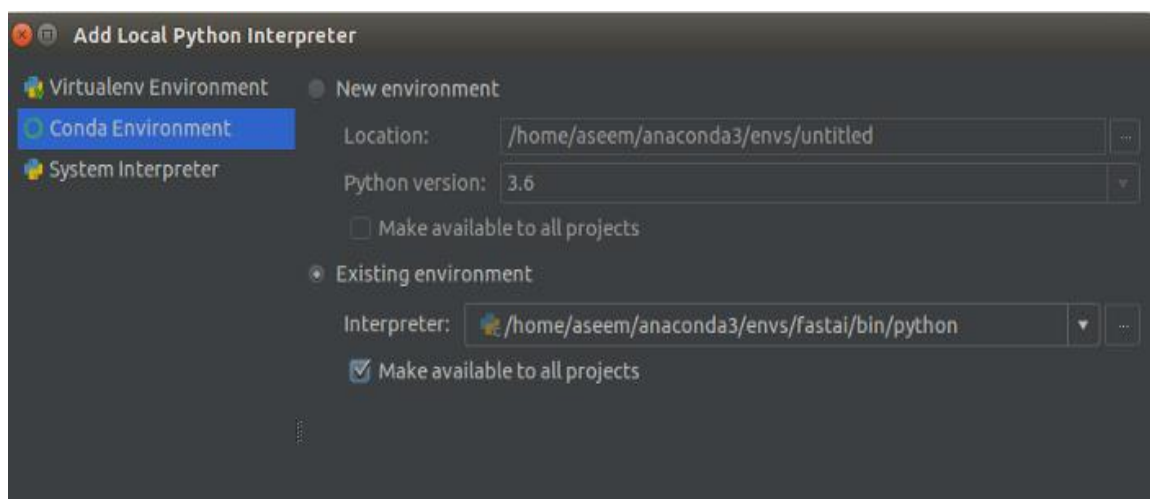 Add Local Python Interpreter
Virtualenv Environment
Conda Environment
System Interpreter
New environment
Location: /home/aseem/anaconda3/envs/untitled ...
Python version: 3.6
Make available to all projects
Existing environment
Interpreter: /home/aseem/anaconda3/envs/fastai/bin/python ...
Make available to all projects